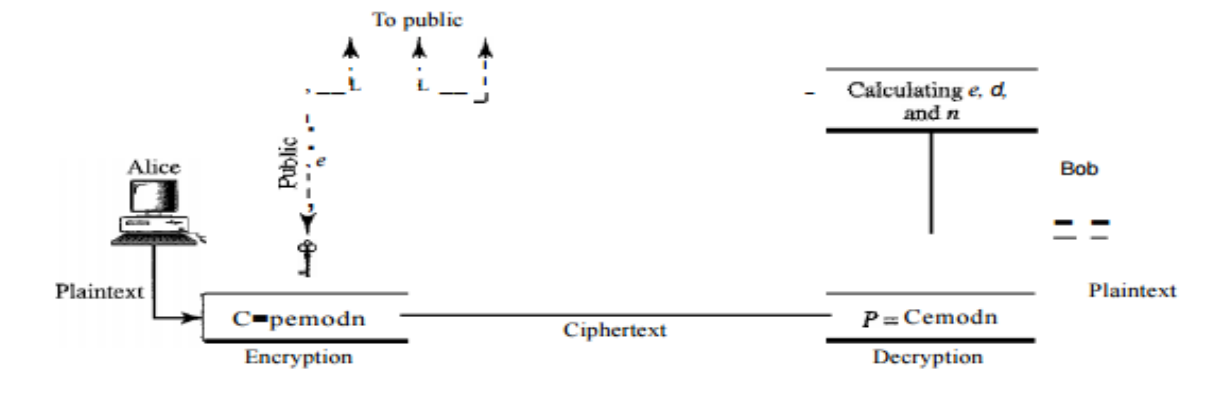 To public
Calculating e, d,
and n
Public
e
Alice
Bob
Plaintext
Plaintext
C=pemodn
Ciphertext
P = Cemodn
Encryption
Decryption